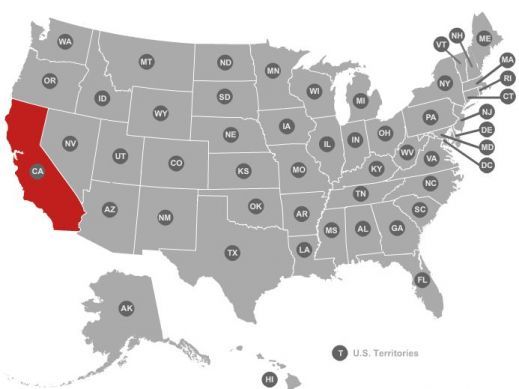 WA
MT
ND
MN
OR
ID
WY
SD
WI
MI
VT
NH
ME
MA
RI
CT
NY
NJ
DE
MD
DC
PA
CA
NV
UT
CO
NE
KS
IA
MO
IL
IN
OH
KY
WV
VA
NC
TN
SC
AZ
NM
OK
TX
AR
LA
MS
AL
GA
FL
AK
HI
T U.S. Territories